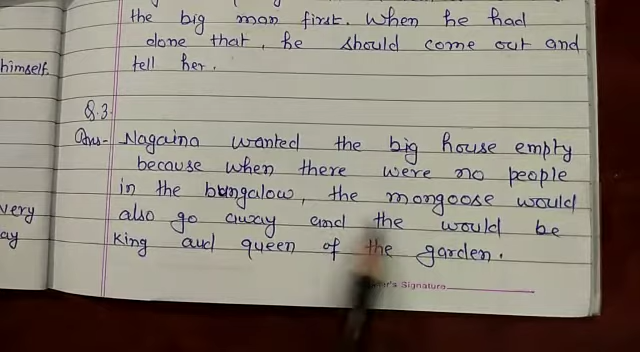 the big man first. When he had
done that, he should come out and
tell her.
himself.
Q.3.
Ans- Nagaina wanted the big house empty
because when there were no people
in the bungalow, the mongoose would
very
also go away and the would be
ay
king and queen of the garden.
Signature